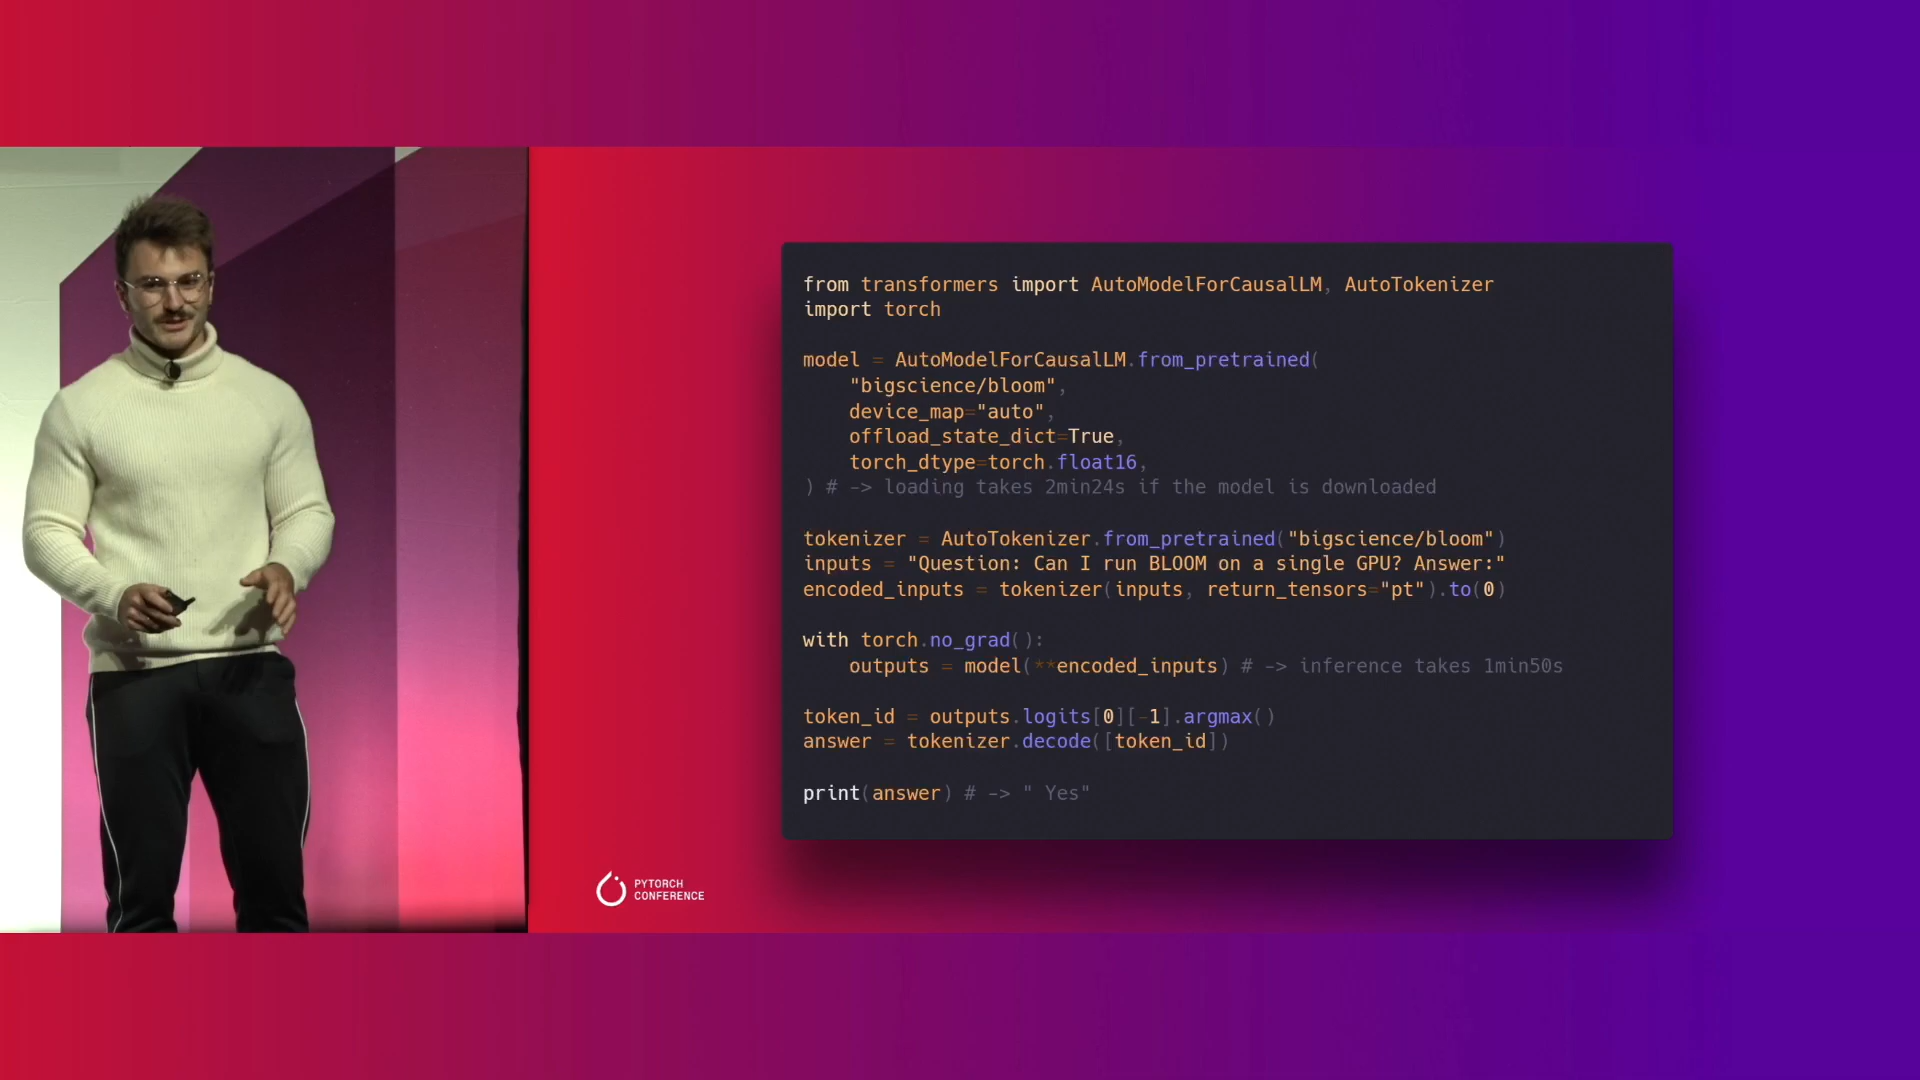 from transformers import AutoModelForCausalLM, AutoTokenizer
import torch
model = AutoModelForCausalLM.from_pretrained(
    "bigscience/bloom",
    device_map="auto",
    offload_state_dict=True,
    torch_dtype=torch.float16,
) # -> loading takes 2min24s if the model is downloaded
tokenizer = AutoTokenizer.from_pretrained("bigscience/bloom")
inputs = "Question: Can I run BLOOM on a single GPU? Answer:"
encoded_inputs = tokenizer(inputs, return_tensors="pt").to(0)
with torch.no_grad():
    outputs = model(**encoded_inputs) # -> inference takes 1min50s
token_id = outputs.logits[0][-1].argmax()
answer = tokenizer.decode([token_id])
print(answer) # -> " Yes"
PYTORCH
CONFERENCE